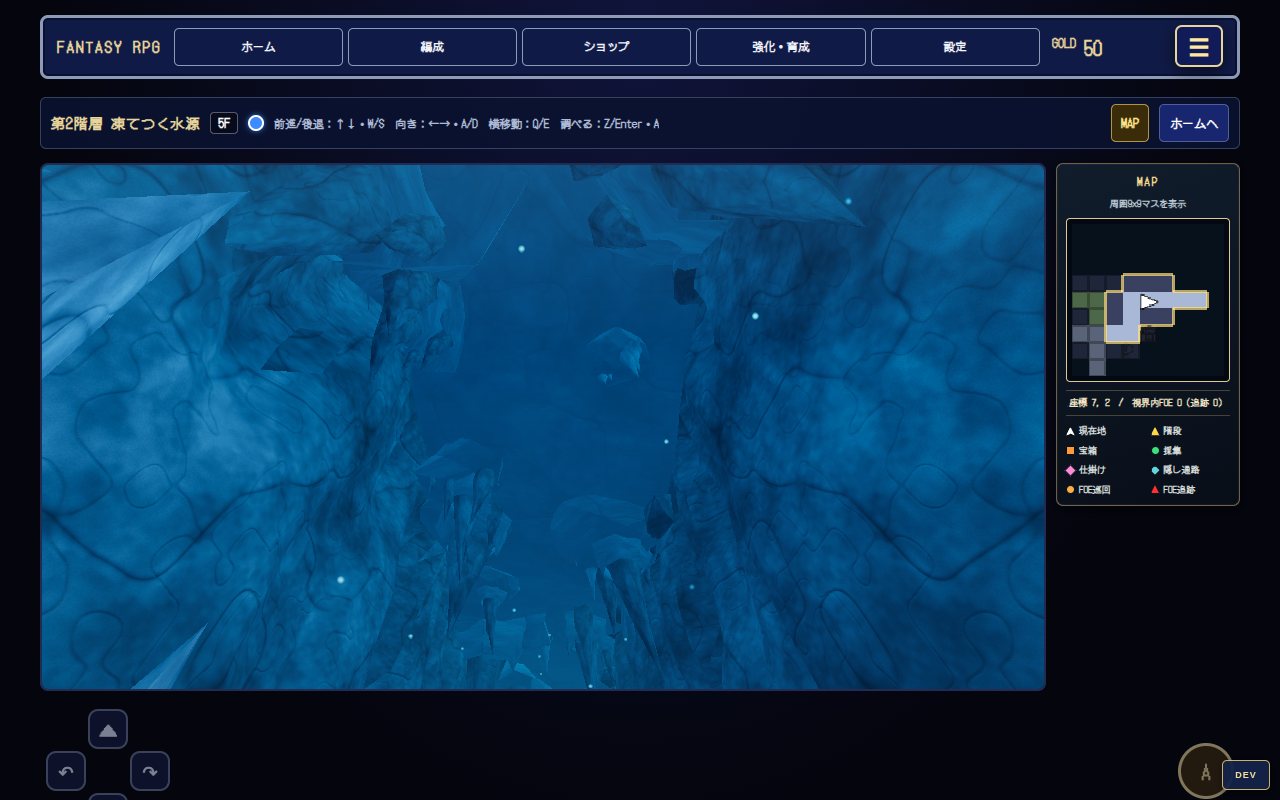 FANTASY RPG
ホーム
編成
ショップ
強化・育成
設定
GOLD 50
第2階層 凍てつく水源
5F
前進/後退：↑↓・W/S 向き：←→・A/D 横移動：Q/E 調べる：Z/Enter・A
MAP
ホームへ
MAP
周囲9x9マスを表示
座標 7, 2 / 視界内FOE 0（追跡 0）
現在地
階段
宝箱
採集
仕掛け
隠し通路
FOE巡回
FOE追跡
A
DEV